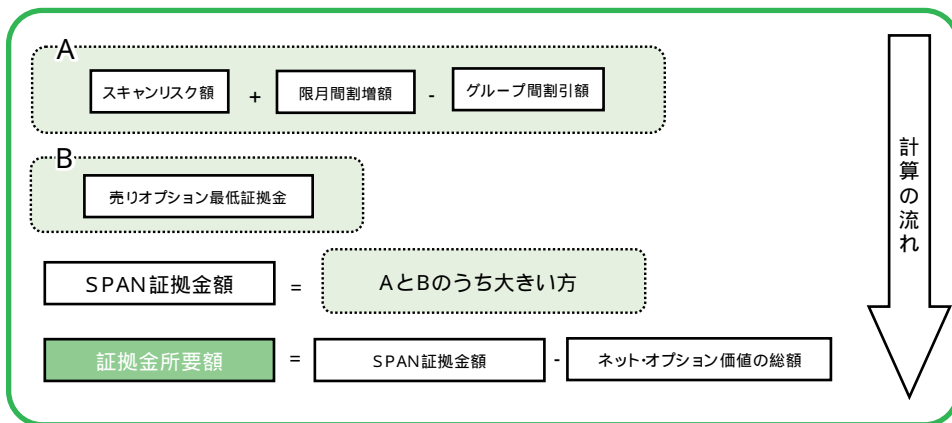 A
スキャンリスク額 + 限月間割増額 - グループ間割引額
B
売りオプション最低証拠金
SPAN証拠金額 = AとBのうち大きい方
証拠金所要額 = SPAN証拠金額 - ネット・オプション価値の総額
計算の流れ